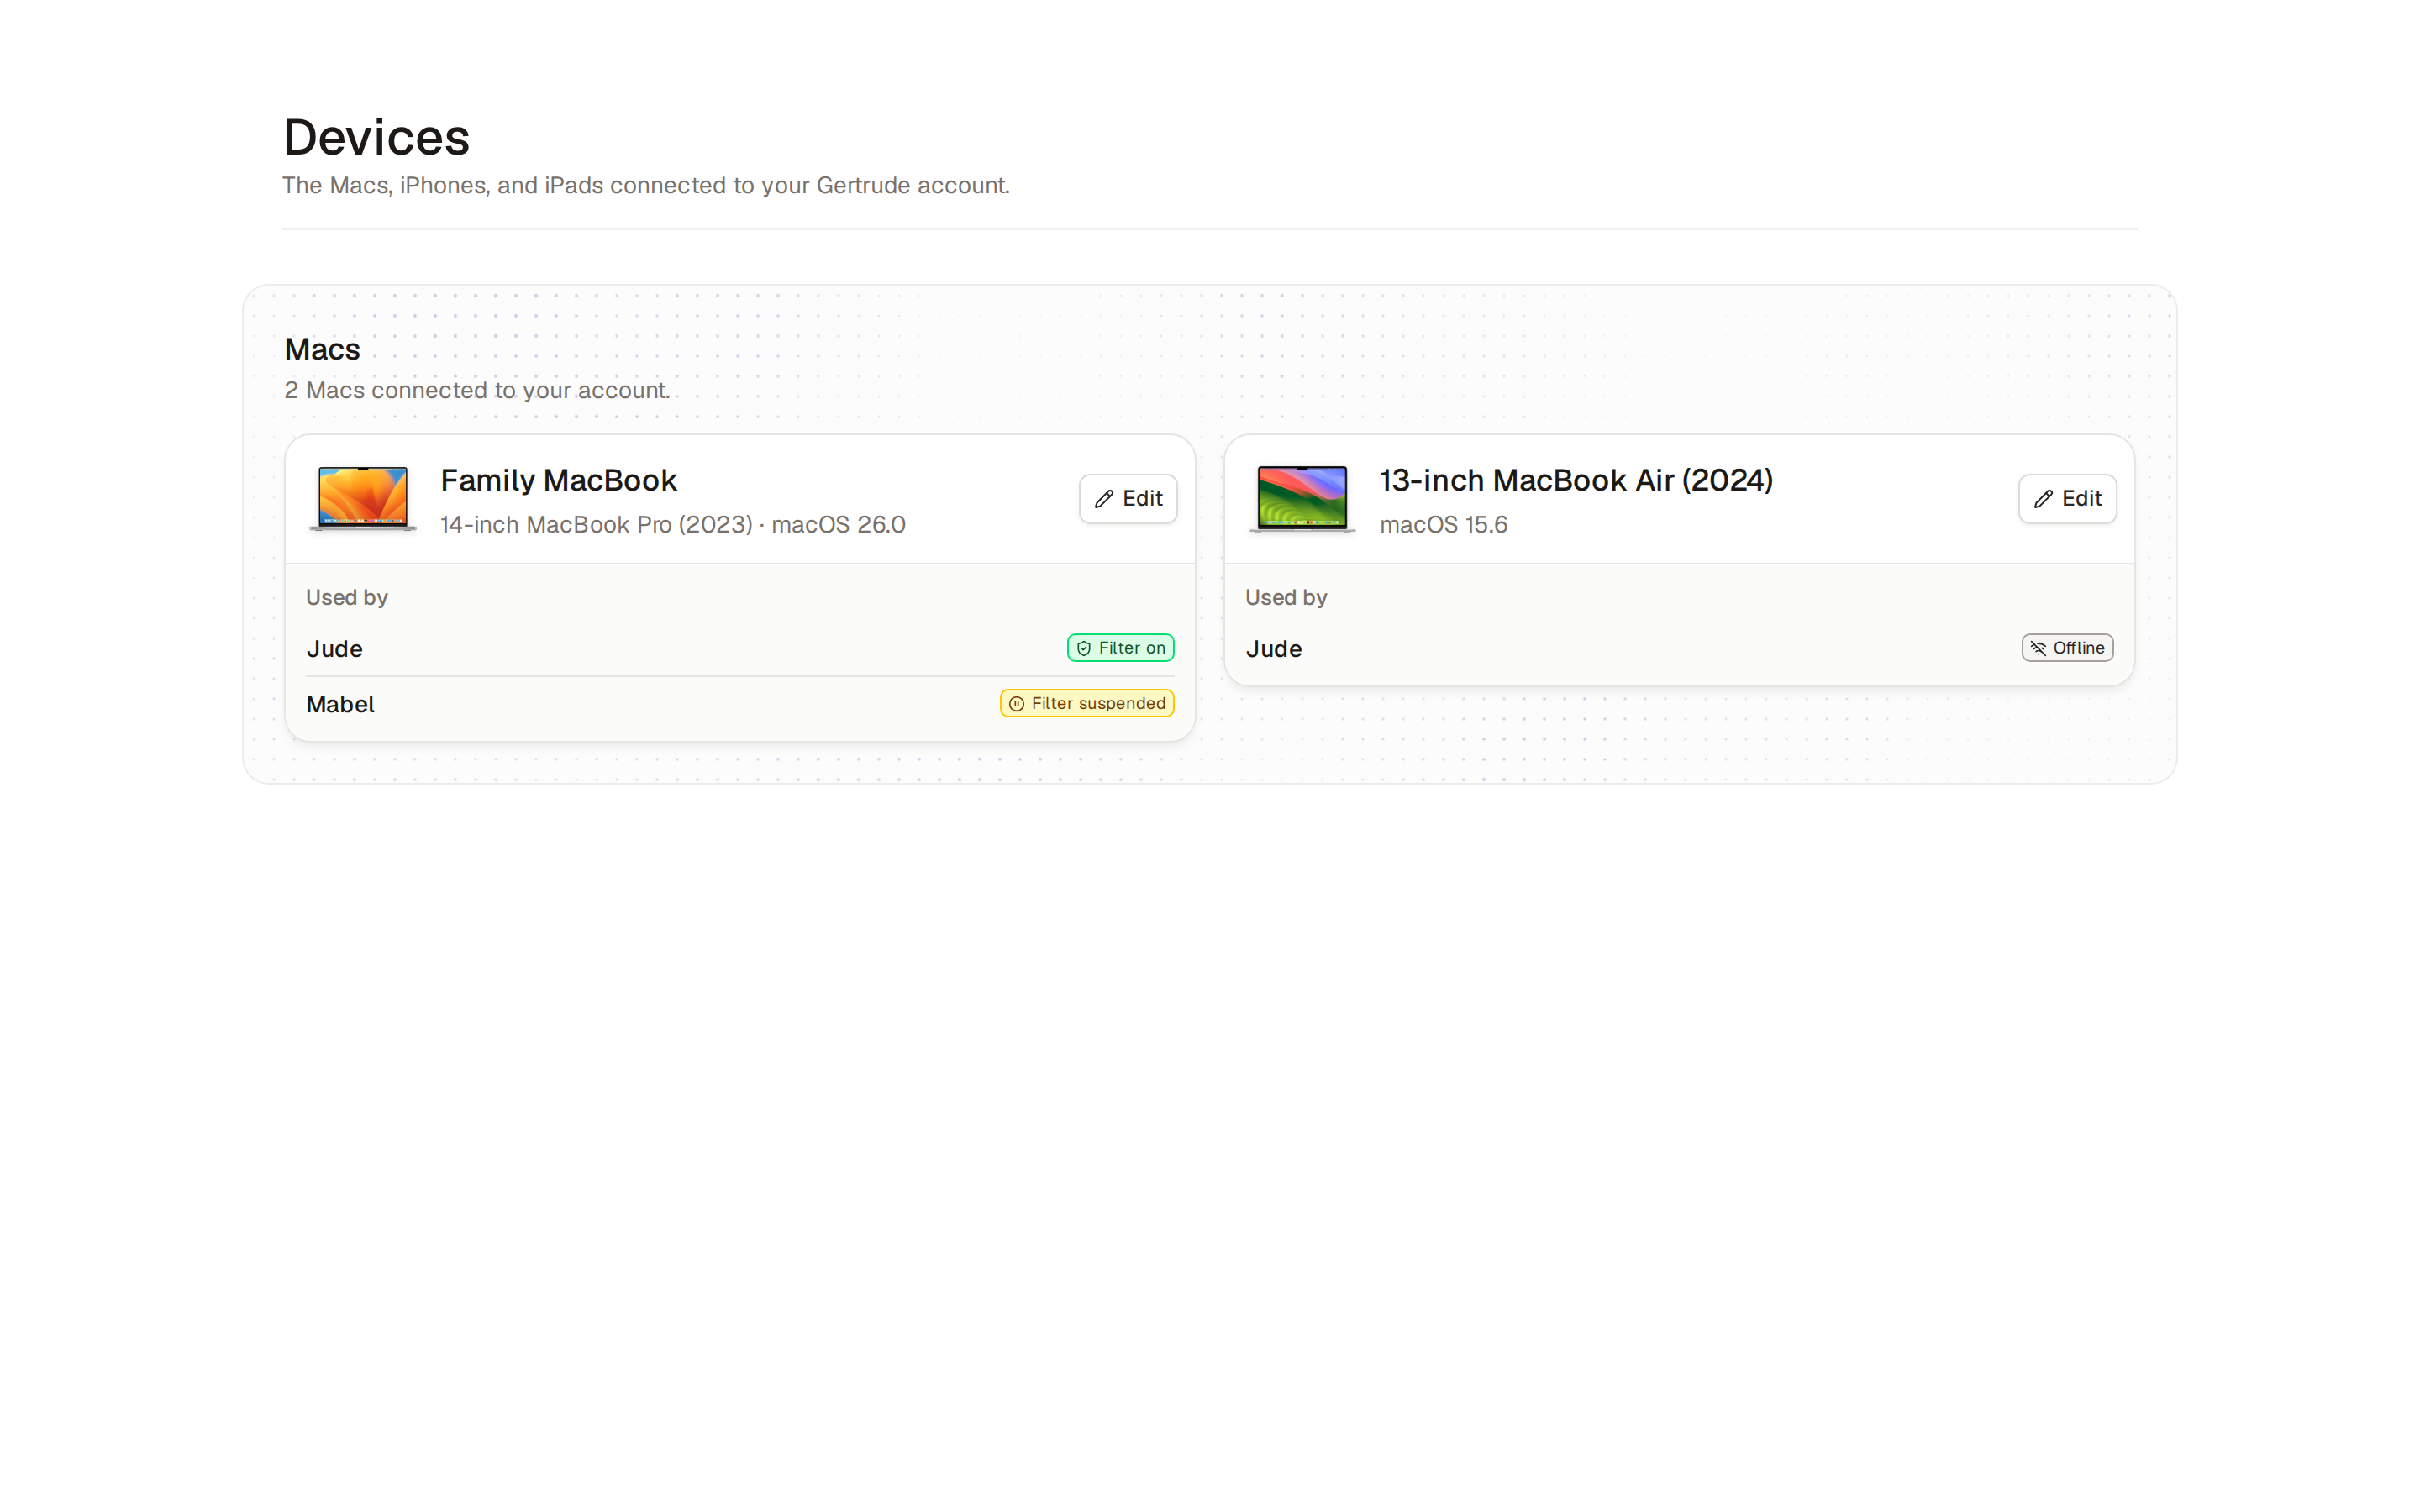 Devices
The Macs, iPhones, and iPads connected to your Gertrude account.
Macs
2 Macs connected to your account.
Family MacBook
14-inch MacBook Pro (2023) · macOS 26.0
Edit
Used by
Jude
Filter on
Mabel
Filter suspended
13-inch MacBook Air (2024)
macOS 15.6
Edit
Used by
Jude
Offline